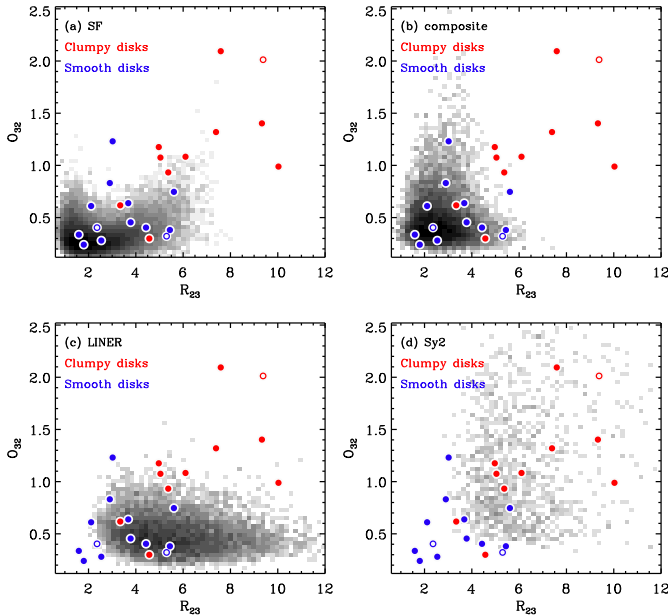 2.5
2.0
1.5
1.0
0.5
O32
(a) SF
Clumpy disks
Smooth disks
2 4 6 8 10 12
R23
2.5
2.0
1.5
1.0
0.5
O32
(b) composite
Clumpy disks
Smooth disks
2 4 6 8 10 12
R23
2.5
2.0
1.5
1.0
0.5
O32
(c) LINER
Clumpy disks
Smooth disks
2 4 6 8 10 12
R23
2.5
2.0
1.5
1.0
0.5
O32
(d) Sy2
Clumpy disks
Smooth disks
2 4 6 8 10 12
R23